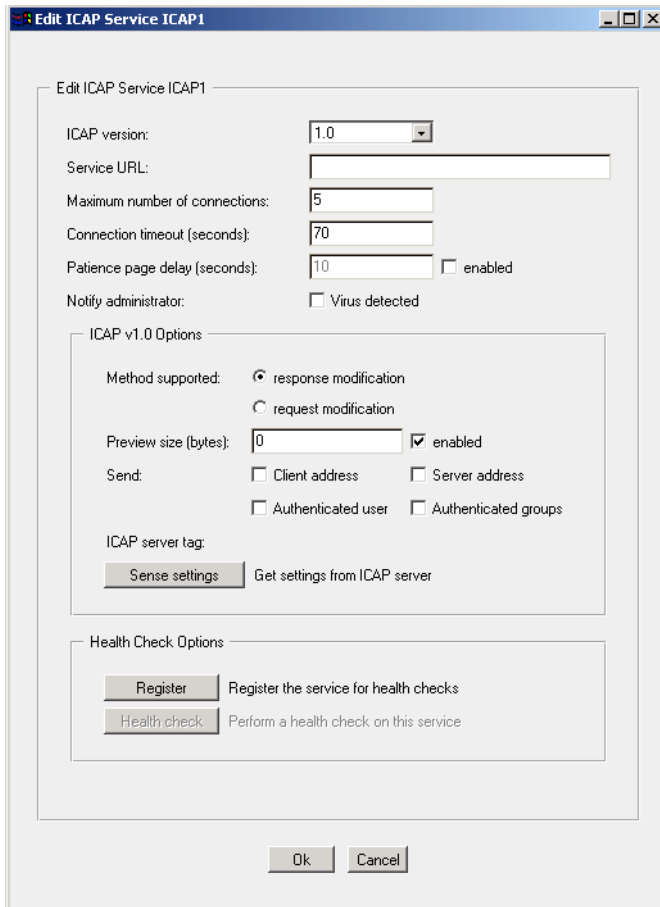 Edit ICAP Service ICAP1
Edit ICAP Service ICAP1
ICAP version: 1.0
Service URL:
Maximum number of connections: 5
Connection timeout (seconds): 70
Patience page delay (seconds): 10 enabled
Notify administrator: Virus detected
ICAP v1.0 Options
Method supported: response modification
request modification
Preview size (bytes): 0 enabled
Send: Client address Server address
Authenticated user Authenticated groups
ICAP server tag:
Sense settings Get settings from ICAP server
Health Check Options
Register Register the service for health checks
Health check Perform a health check on this service
Ok Cancel